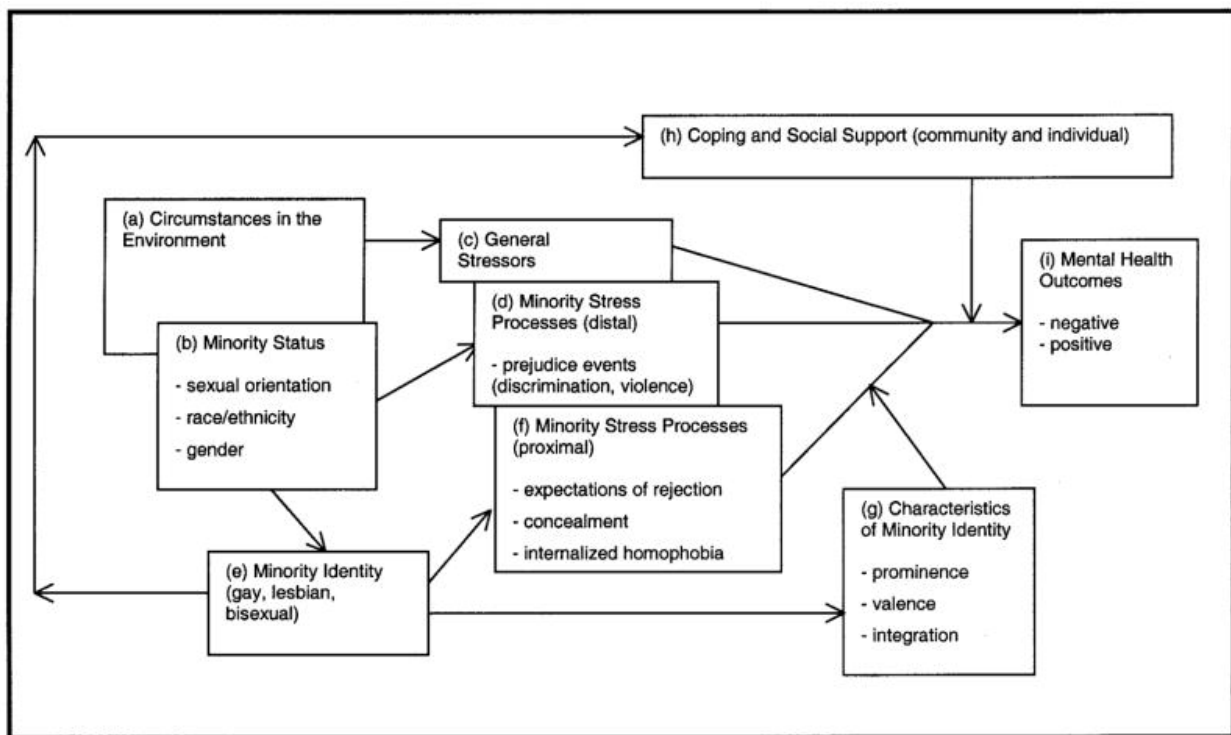 (h) Coping and Social Support (community and individual)
(a) Circumstances in the
Environment
(c) General
Stressors
(i) Mental Health
Outcomes
- negative
- positive
(d) Minority Stress
Processes (distal)
- prejudice events
(discrimination, violence)
(b) Minority Status
- sexual orientation
- race/ethnicity
- gender
(f) Minority Stress Processes
(proximal)
- expectations of rejection
- concealment
- internalized homophobia
(g) Characteristics
of Minority Identity
- prominence
- valence
- integration
(e) Minority Identity
(gay, lesbian,
bisexual)